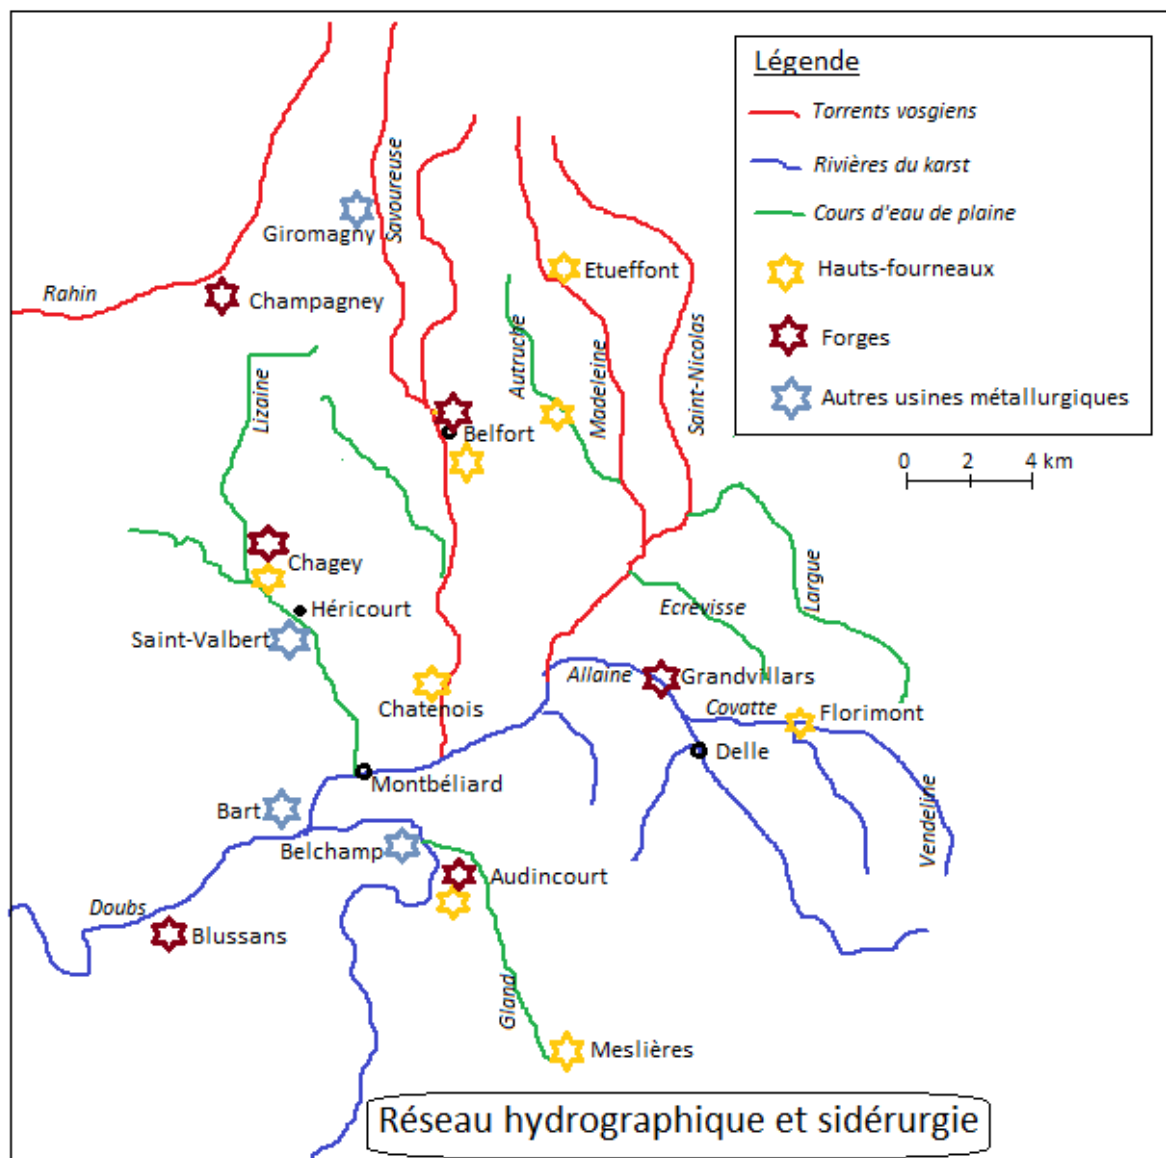 Légende
Torrents vosgiens
Rivières du karst
Cours d'eau de plaine
Hauts-fourneaux
Forges
Autres usines métallurgiques
0 2 4 km
Savoureuse
Giromagny
Etueffont
Rahin
Champagney
Lizaine
Autruche
Madeleine
Saint-Nicolas
Belfort
Chagey
Largue
Héricourt
Ecrevisse
Saint-Valbert
Allaine
Grandvillars
Chatenois
Covatte
Florimont
Delle
Montbéliard
Bart
Vendeline
Belchamp
Audincourt
Doubs
Blussans
Gland
Meslières
Réseau hydrographique et sidérurgie